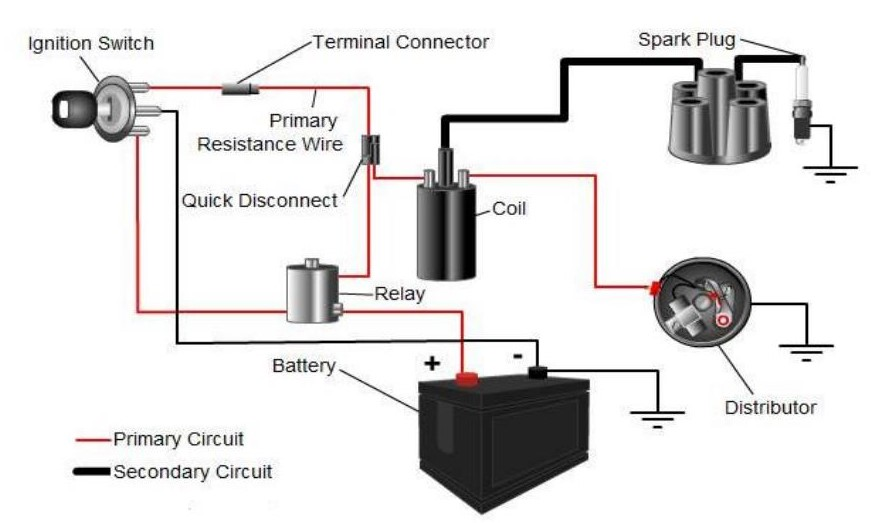 Ignition Switch
Terminal Connector
Spark Plug
Primary
Resistance Wire
Quick Disconnect
Coil
Relay
Battery
+
-
Distributor
Primary Circuit
Secondary Circuit